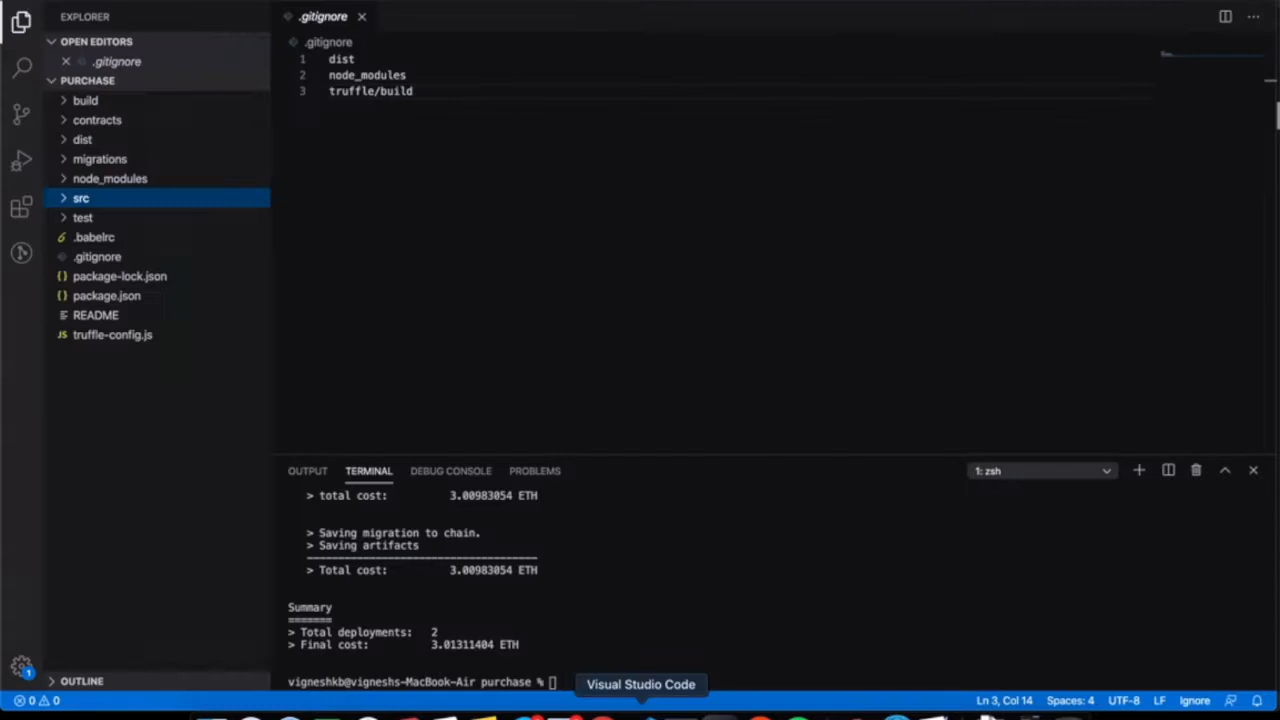 EXPLORER
OPEN EDITORS
.gitignore
PURCHASE
build
contracts
dist
migrations
node_modules
src
test
.babelrc
.gitignore
package-lock.json
package.json
README
truffle-config.js
OUTLINE
.gitignore
.gitignore
1 dist
2 node_modules
3 truffle/build
OUTPUT TERMINAL DEBUG CONSOLE PROBLEMS 1: zsh
> total cost: 3.00983054 ETH
> Saving migration to chain.
> Saving artifacts
-------------------------------------
> Total cost: 3.00983054 ETH
Summary
=======
> Total deployments: 2
> Final cost: 3.01311404 ETH
vigneshkb@vigneshs-MacBook-Air purchase %
Visual Studio Code
1
0 0 Ln 3, Col 14 Spaces: 4 UTF-8 LF Ignore